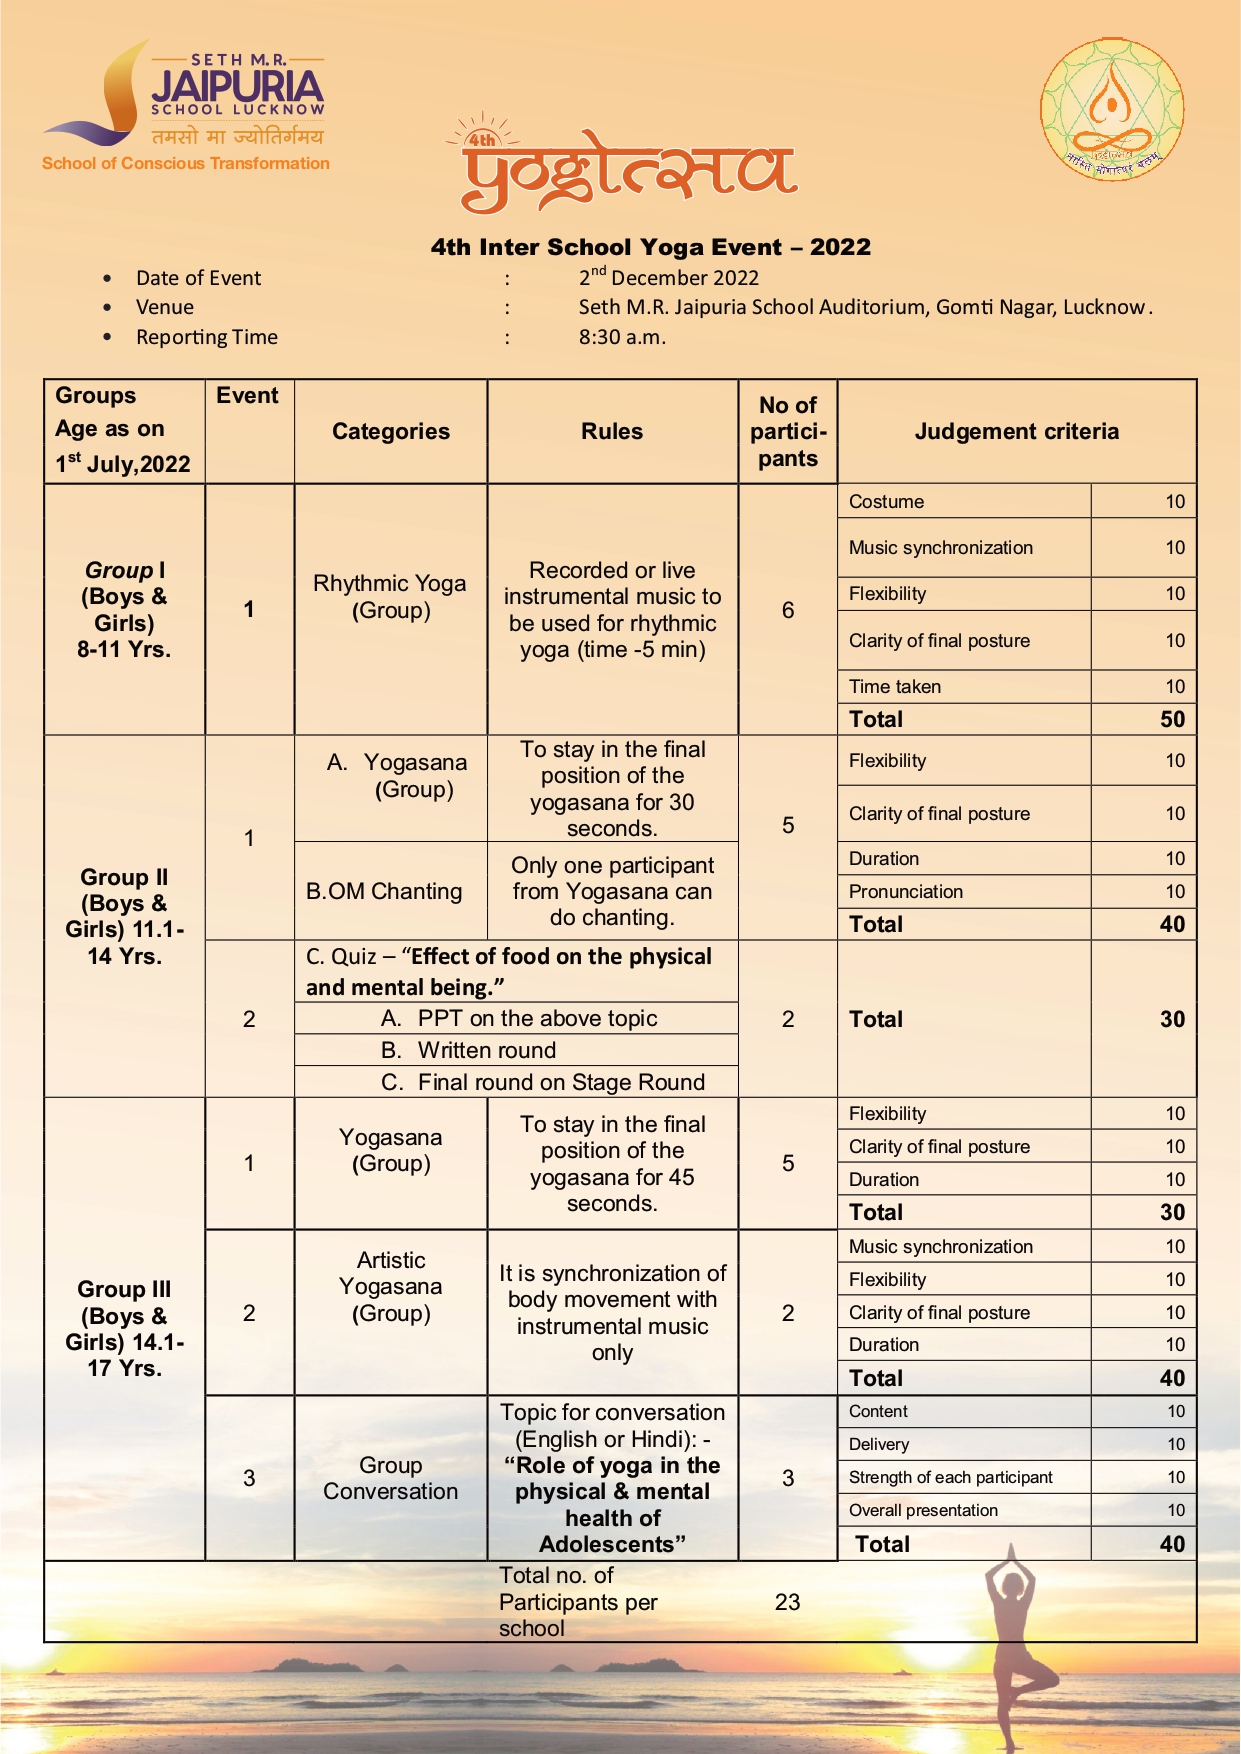 SETH M.R.
JAIPURIA
SCHOOL LUCKNOW
तमसो मा ज्योतिर्गमय
School of Conscious Transformation
4th
योगोत्सव
योगोत्सव
नास्ति योगात्परं बलम्
4th Inter School Yoga Event – 2022
• Date of Event : 2nd December 2022
• Venue : Seth M.R. Jaipuria School Auditorium, Gomti Nagar, Lucknow.
• Reporting Time : 8:30 a.m.
Groups
Age as on
1st July,2022
Event
Categories
Rules
No of
partici-
pants
Judgement criteria
Group I
(Boys &
Girls)
8-11 Yrs.
1
Rhythmic Yoga
(Group)
Recorded or live
instrumental music to
be used for rhythmic
yoga (time -5 min)
6
Costume 10
Music synchronization 10
Flexibility 10
Clarity of final posture 10
Time taken 10
Total 50
Group II
(Boys &
Girls) 11.1-
14 Yrs.
1
A. Yogasana
(Group)
To stay in the final
position of the
yogasana for 30
seconds.
B.OM Chanting
Only one participant
from Yogasana can
do chanting.
5
Flexibility 10
Clarity of final posture 10
Duration 10
Pronunciation 10
Total 40
2
C. Quiz – “Effect of food on the physical
and mental being.”
A. PPT on the above topic
B. Written round
C. Final round on Stage Round
2
Total 30
Group III
(Boys &
Girls) 14.1-
17 Yrs.
1
Yogasana
(Group)
To stay in the final
position of the
yogasana for 45
seconds.
5
Flexibility 10
Clarity of final posture 10
Duration 10
Total 30
2
Artistic
Yogasana
(Group)
It is synchronization of
body movement with
instrumental music
only
2
Music synchronization 10
Flexibility 10
Clarity of final posture 10
Duration 10
Total 40
3
Group
Conversation
Topic for conversation
(English or Hindi): -
“Role of yoga in the
physical & mental
health of
Adolescents”
3
Content 10
Delivery 10
Strength of each participant 10
Overall presentation 10
Total 40
Total no. of
Participants per
school
23